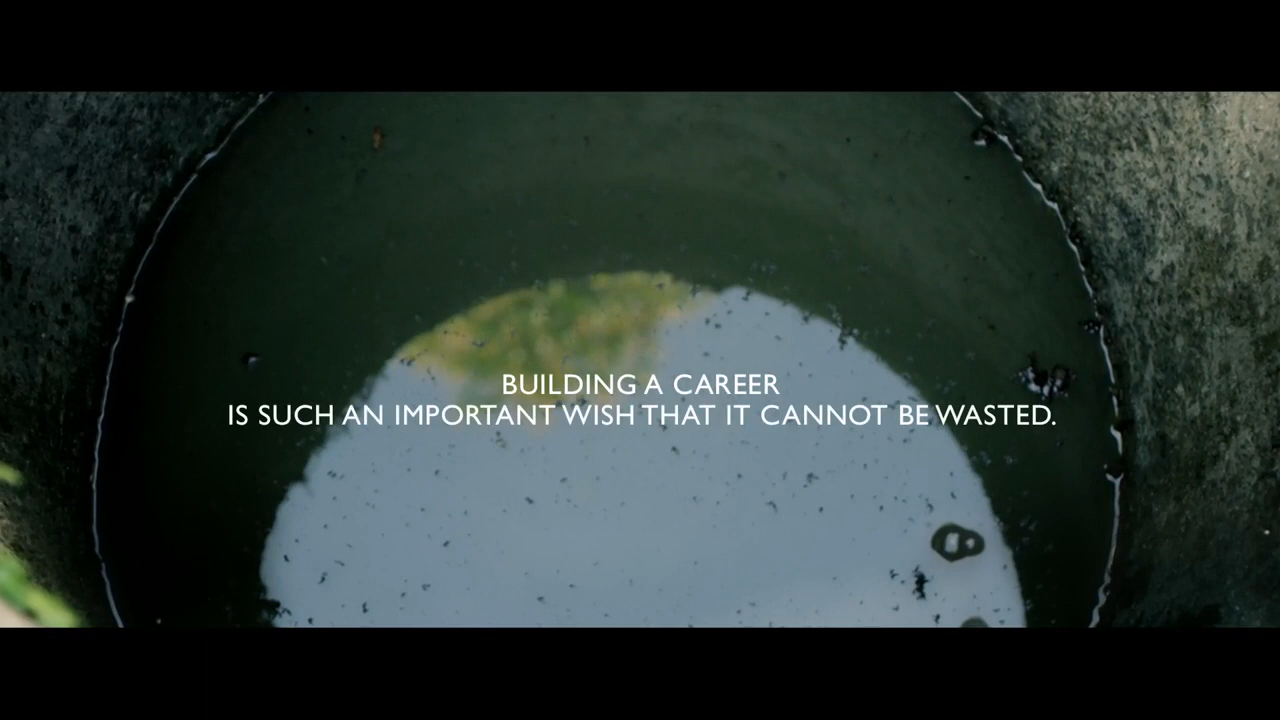 BUILDING A CAREER
IS SUCH AN IMPORTANT WISH THAT IT CANNOT BE WASTED.